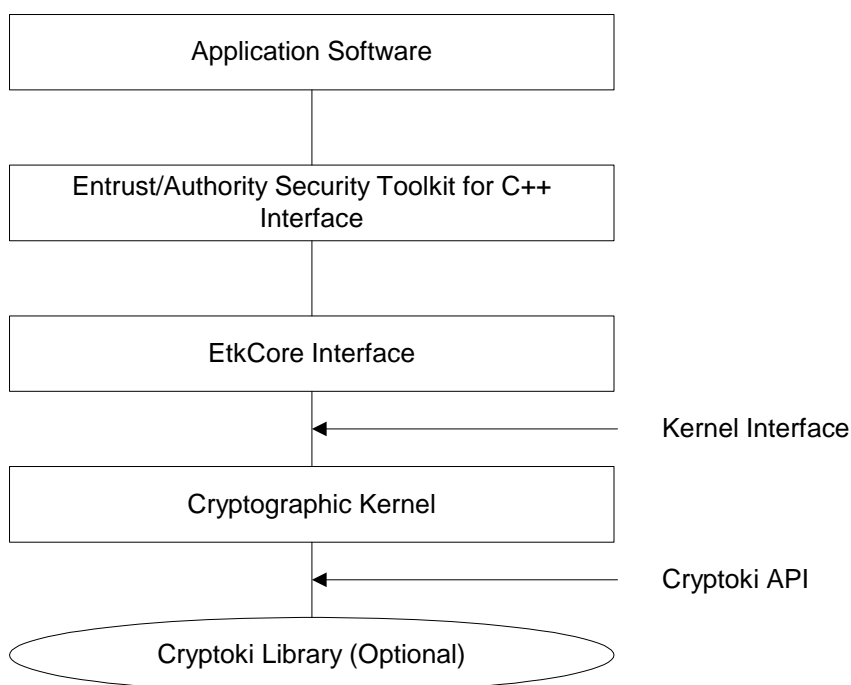 Application Software
Entrust/Authority Security Toolkit for C++
Interface
EtkCore Interface
Kernel Interface
Cryptographic Kernel
Cryptoki API
Cryptoki Library (Optional)